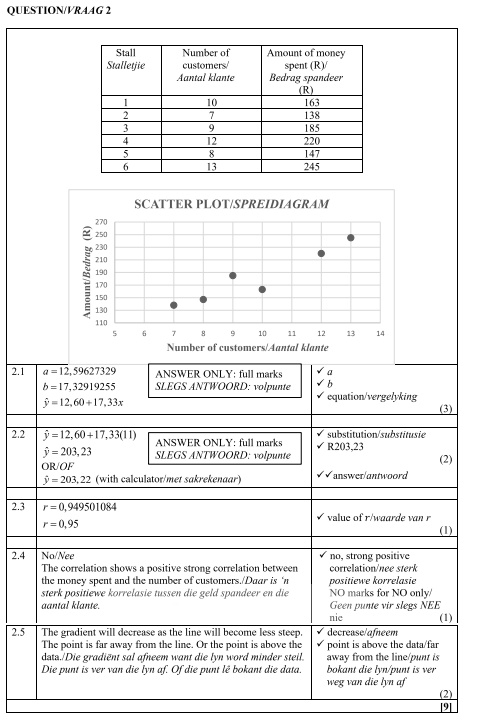 QUESTION/VRAAG 2
Stall
Stalletjie
Number of
customers/
Aantal klante
Amount of money
spent (R)/
Bedrag spandeer
(R)
1 10 163
2 7 138
3 9 185
4 12 220
5 8 147
6 13 245
SCATTER PLOT/SPREIDIAGRAM
Amount/Bedrag (R)
270
250
230
210
190
170
150
130
110
5 6 7 8 9 10 11 12 13 14
Number of customers/Aantal klante
2.1
a = 12,59627329
b = 17,32919255
ŷ = 12,60 + 17,33x
ANSWER ONLY: full marks
SLEGS ANTWOORD: volpunte
✓ a
✓ b
✓ equation/vergelyking
(3)
2.2
ŷ = 12,60 + 17,33(11)
ŷ = 203,23
OR/OF
ŷ = 203,22 (with calculator/met sakrekenaar)
ANSWER ONLY: full marks
SLEGS ANTWOORD: volpunte
✓ substitution/substitusie
✓ R203,23
(2)
✓✓answer/antwoord
2.3
r = 0,949501084
r = 0,95
✓ value of r/waarde van r
(1)
2.4
No/Nee
The correlation shows a positive strong correlation between
the money spent and the number of customers./Daar is ‘n
sterk positiewe korrelasie tussen die geld spandeer en die
aantal klante.
✓ no, strong positive
correlation/nee sterk
positiewe korrelasie
NO marks for NO only/
Geen punte vir slegs NEE
nie (1)
2.5
The gradient will decrease as the line will become less steep.
The point is far away from the line. Or the point is above the
data./Die gradiënt sal afneem want die lyn word minder steil.
Die punt is ver van die lyn af. Of die punt lê bokant die data.
✓ decrease/afneem
✓ point is above the data/far
away from the line/punt is
bokant die lyn/punt is ver
weg van die lyn af
(2)
[9]